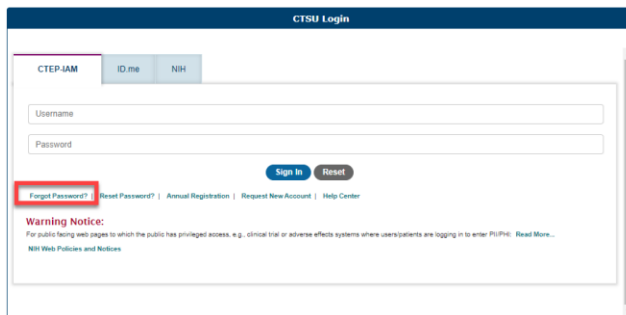 CTSU Login
CTEP-IAM ID.me NIH
Username
Password
Sign In Reset
Forgot Password? | Reset Password? | Annual Registration | Request New Account | Help Center
Warning Notice:
For public facing web pages to which the public has privileged access, e.g., clinical trial or adverse effects systems where users/patients are logging in to enter PII/PHI: Read More...
NIH Web Policies and Notices